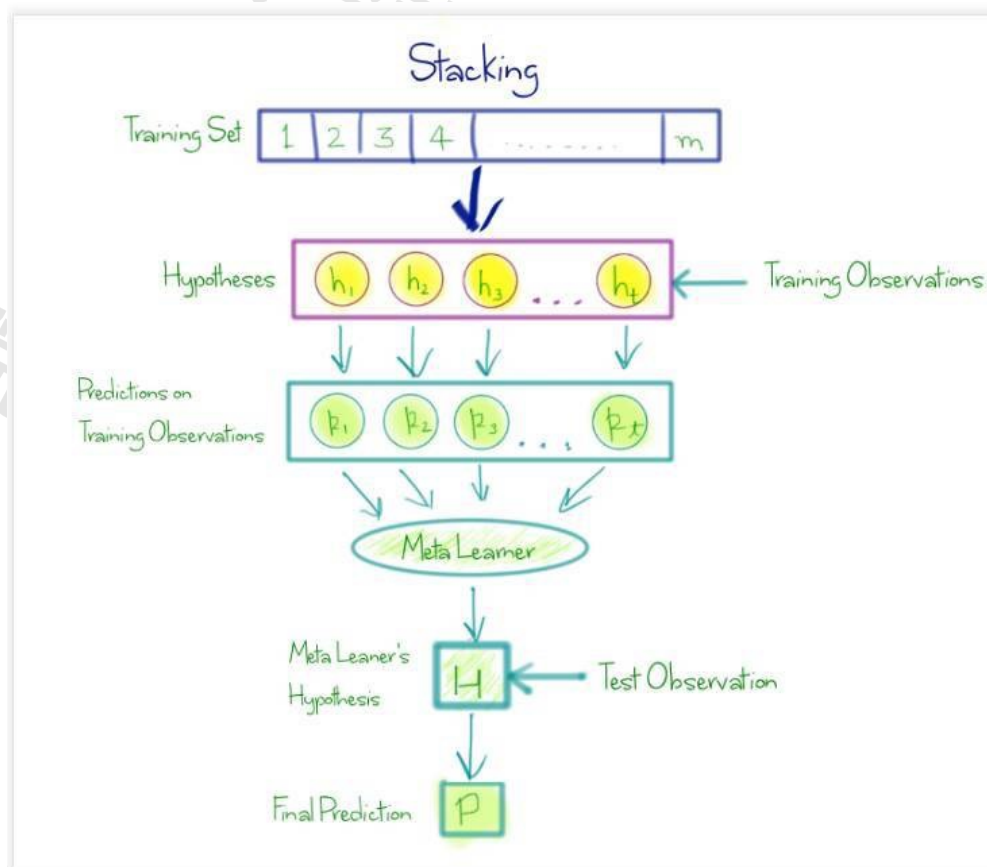 Stacking
Training Set 1 2 3 4 ......... m
Hypotheses h₁ h₂ h₃ ... hₜ Training Observations
Predictions on
Training Observations p₁ p₂ p₃ ... pₜ
Meta Learner
Meta Leaner's
Hypothesis H Test Observation
Final Prediction P